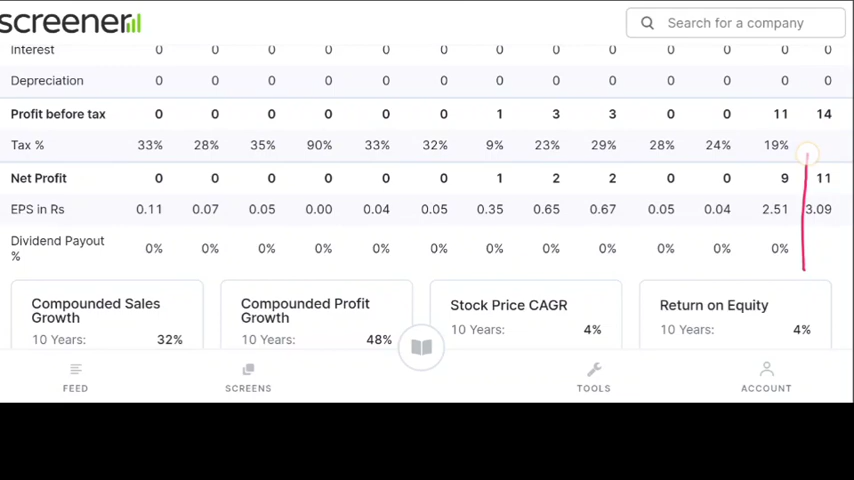 screener
Search for a company
Interest 0 0 0 0 0 0 0 0 0 0 0 0 0
Depreciation 0 0 0 0 0 0 0 0 0 0 0 0 0
Profit before tax 0 0 0 0 0 0 1 3 3 0 0 11 14
Tax % 33% 28% 35% 90% 33% 32% 9% 23% 29% 28% 24% 19%
Net Profit 0 0 0 0 0 0 1 2 2 0 0 9 11
EPS in Rs 0.11 0.07 0.05 0.00 0.04 0.05 0.35 0.65 0.67 0.05 0.04 2.51 3.09
Dividend Payout % 0% 0% 0% 0% 0% 0% 0% 0% 0% 0% 0% 0%
Compounded Sales Growth
10 Years: 32%
Compounded Profit Growth
10 Years: 48%
Stock Price CAGR
10 Years: 4%
Return on Equity
10 Years: 4%
FEED
SCREENS
TOOLS
ACCOUNT